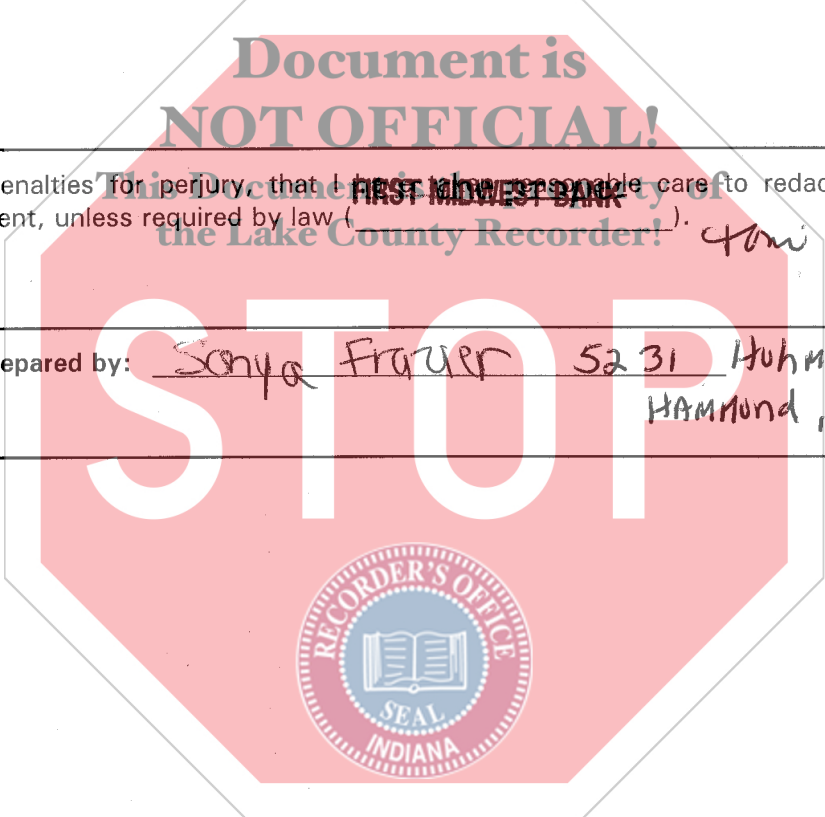 Document is
NOT OFFICIAL!
enalties for perjury, that I have taken reasonable care to redac
This Document is the property of
FIRST MIDWEST BANK
ent, unless required by law ( ).
the Lake County Recorder!
Toni
epared by: Sonya Frazier 5231 Hohm
HAMMOND,
STOP
RECORDER'S OFFICE
SEAL
INDIANA